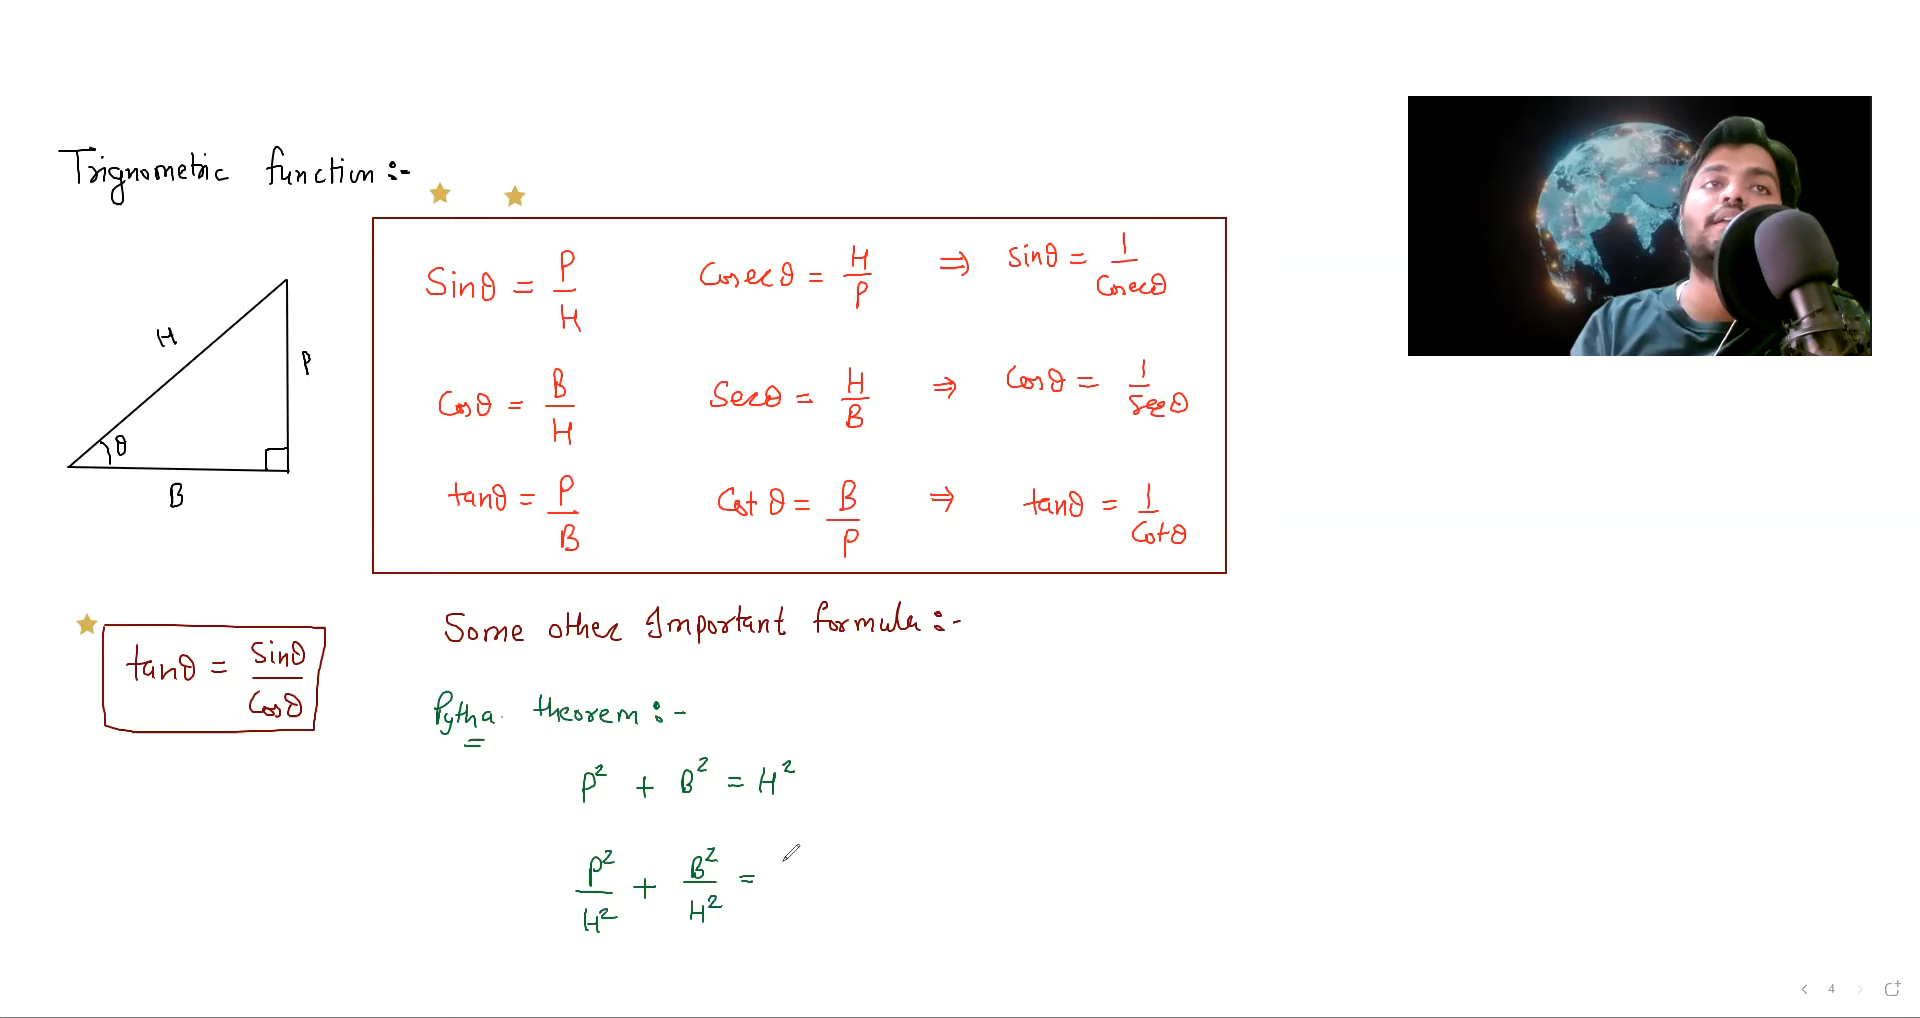 Trignometric function:-
H
P
θ
B
Sinθ = P/H    Cosecθ = H/P    ⇒ Sinθ = 1/Cosecθ
Cosθ = B/H    Secθ = H/B    ⇒ Cosθ = 1/Secθ
tanθ = P/B    Cotθ = B/P    ⇒ tanθ = 1/Cotθ
tanθ = Sinθ/Cosθ
Some other Important formula:-
Pytha. theorem:-
P² + B² = H²
P²/H² + B²/H² =
4